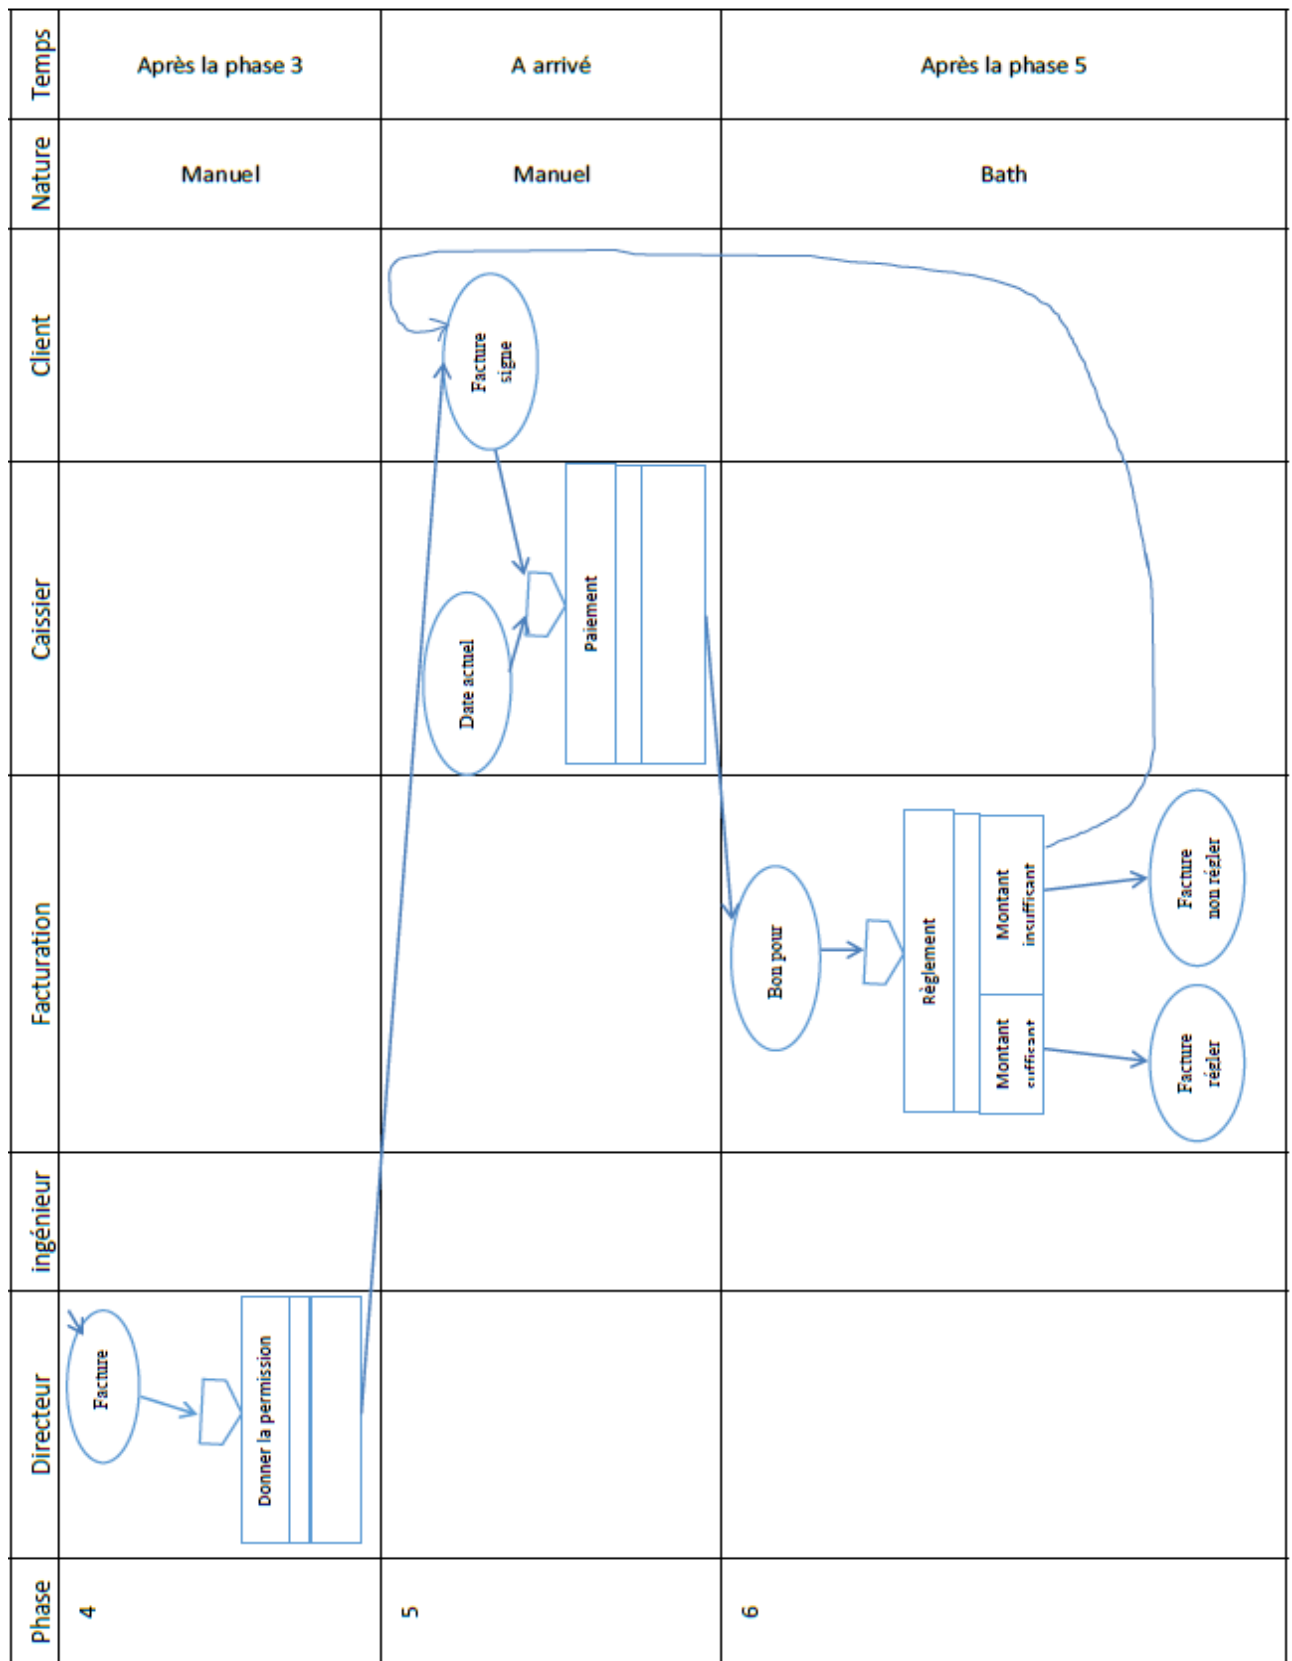 Phase
Directeur
ingénieur
Facturation
Caissier
Client
Nature
Temps
4
Facture
Donner la permission
Manuel
Après la phase 3
5
Date actuel
Paiement
Facture
signe
Manuel
A arrivé
6
Bon pour
Règlement
Montant
suffisant
Montant
insuffisant
Facture
régler
Facture
non régler
Bath
Après la phase 5